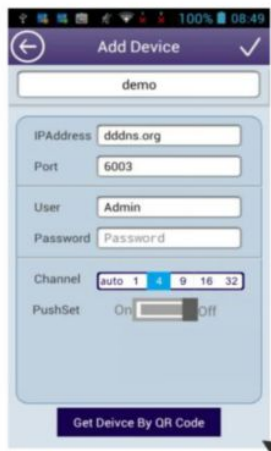 100% 08:49
Add Device
demo
IPAddress dddns.org
Port 6003
User Admin
Password Password
Channel auto 1 4 9 16 32
PushSet On Off
Get Deivce By QR Code